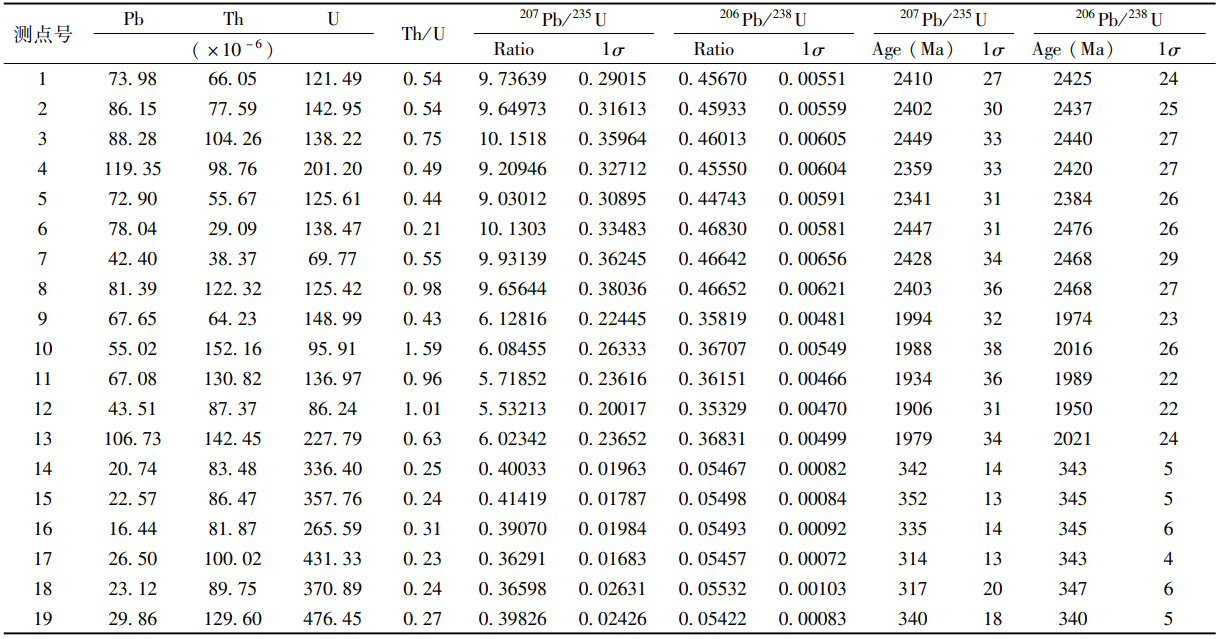 测点号 Pb Th U Th/U ²⁰⁷Pb/²³⁵U ²⁰⁶Pb/²³⁸U ²⁰⁷Pb/²³⁵U ²⁰⁶Pb/²³⁸U
(×10⁻⁶) Ratio 1σ Ratio 1σ Age (Ma) 1σ Age (Ma) 1σ
1 73.98 66.05 121.49 0.54 9.73639 0.29015 0.45670 0.00551 2410 27 2425 24
2 86.15 77.59 142.95 0.54 9.64973 0.31613 0.45933 0.00559 2402 30 2437 25
3 88.28 104.26 138.22 0.75 10.1518 0.35964 0.46013 0.00605 2449 33 2440 27
4 119.35 98.76 201.20 0.49 9.20946 0.32712 0.45550 0.00604 2359 33 2420 27
5 72.90 55.67 125.61 0.44 9.03012 0.30895 0.44743 0.00591 2341 31 2384 26
6 78.04 29.09 138.47 0.21 10.1303 0.33483 0.46830 0.00581 2447 31 2476 26
7 42.40 38.37 69.77 0.55 9.93139 0.36245 0.46642 0.00656 2428 34 2468 29
8 81.39 122.32 125.42 0.98 9.65644 0.38036 0.46652 0.00621 2403 36 2468 27
9 67.65 64.23 148.99 0.43 6.12816 0.22445 0.35819 0.00481 1994 32 1974 23
10 55.02 152.16 95.91 1.59 6.08455 0.26333 0.36707 0.00549 1988 38 2016 26
11 67.08 130.82 136.97 0.96 5.71852 0.23616 0.36151 0.00466 1934 36 1989 22
12 43.51 87.37 86.24 1.01 5.53213 0.20017 0.35329 0.00470 1906 31 1950 22
13 106.73 142.45 227.79 0.63 6.02342 0.23652 0.36831 0.00499 1979 34 2021 24
14 20.74 83.48 336.40 0.25 0.40033 0.01963 0.05467 0.00082 342 14 343 5
15 22.57 86.47 357.76 0.24 0.41419 0.01787 0.05498 0.00084 352 13 345 5
16 16.44 81.87 265.59 0.31 0.39070 0.01984 0.05493 0.00092 335 14 345 6
17 26.50 100.02 431.33 0.23 0.36291 0.01683 0.05457 0.00072 314 13 343 4
18 23.12 89.75 370.89 0.24 0.36598 0.02631 0.05532 0.00103 317 20 347 6
19 29.86 129.60 476.45 0.27 0.39826 0.02426 0.05422 0.00083 340 18 340 5